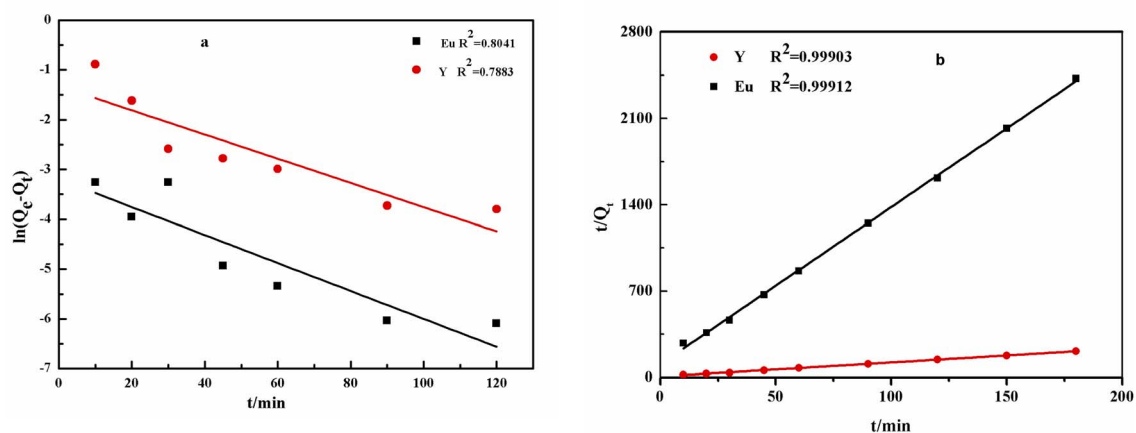 a
Eu R²=0.8041
Y R²=0.7883
0
-1
-2
-3
-4
-5
-6
-7
ln(Qe-Qt)
0 20 40 60 80 100 120
t/min
b
Y R²=0.99903
Eu R²=0.99912
2800
2100
1400
700
0
t/Qt
0 50 100 150 200
t/min